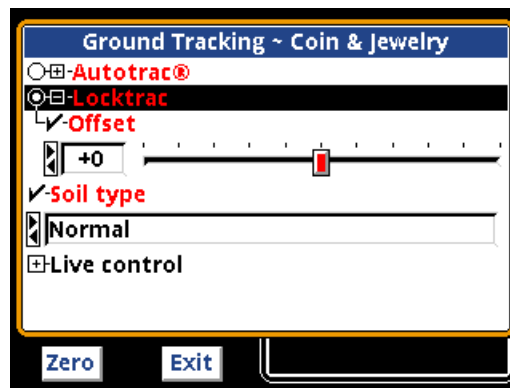 Ground Tracking ~ Coin & Jewelry
Autotrac®
Locktrac
Offset
+0
Soil type
Normal
Live control
Zero Exit